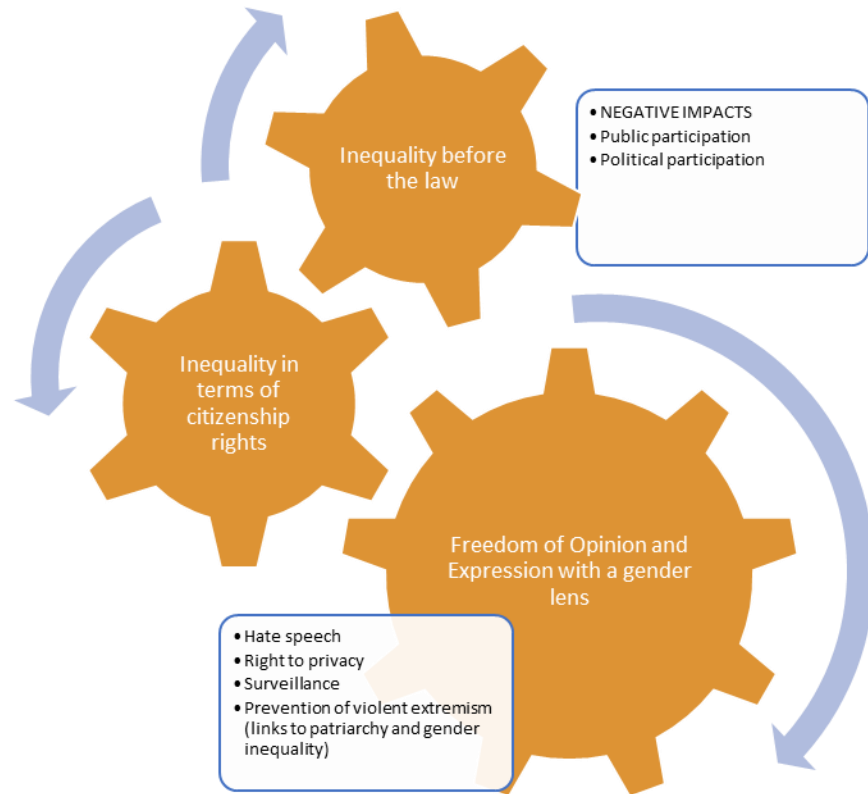 Inequality before
the law
• NEGATIVE IMPACTS
• Public participation
• Political participation
Inequality in
terms of
citizenship
rights
Freedom of Opinion and
Expression with a gender
lens
• Hate speech
• Right to privacy
• Surveillance
• Prevention of violent extremism
(links to patriarchy and gender
inequality)